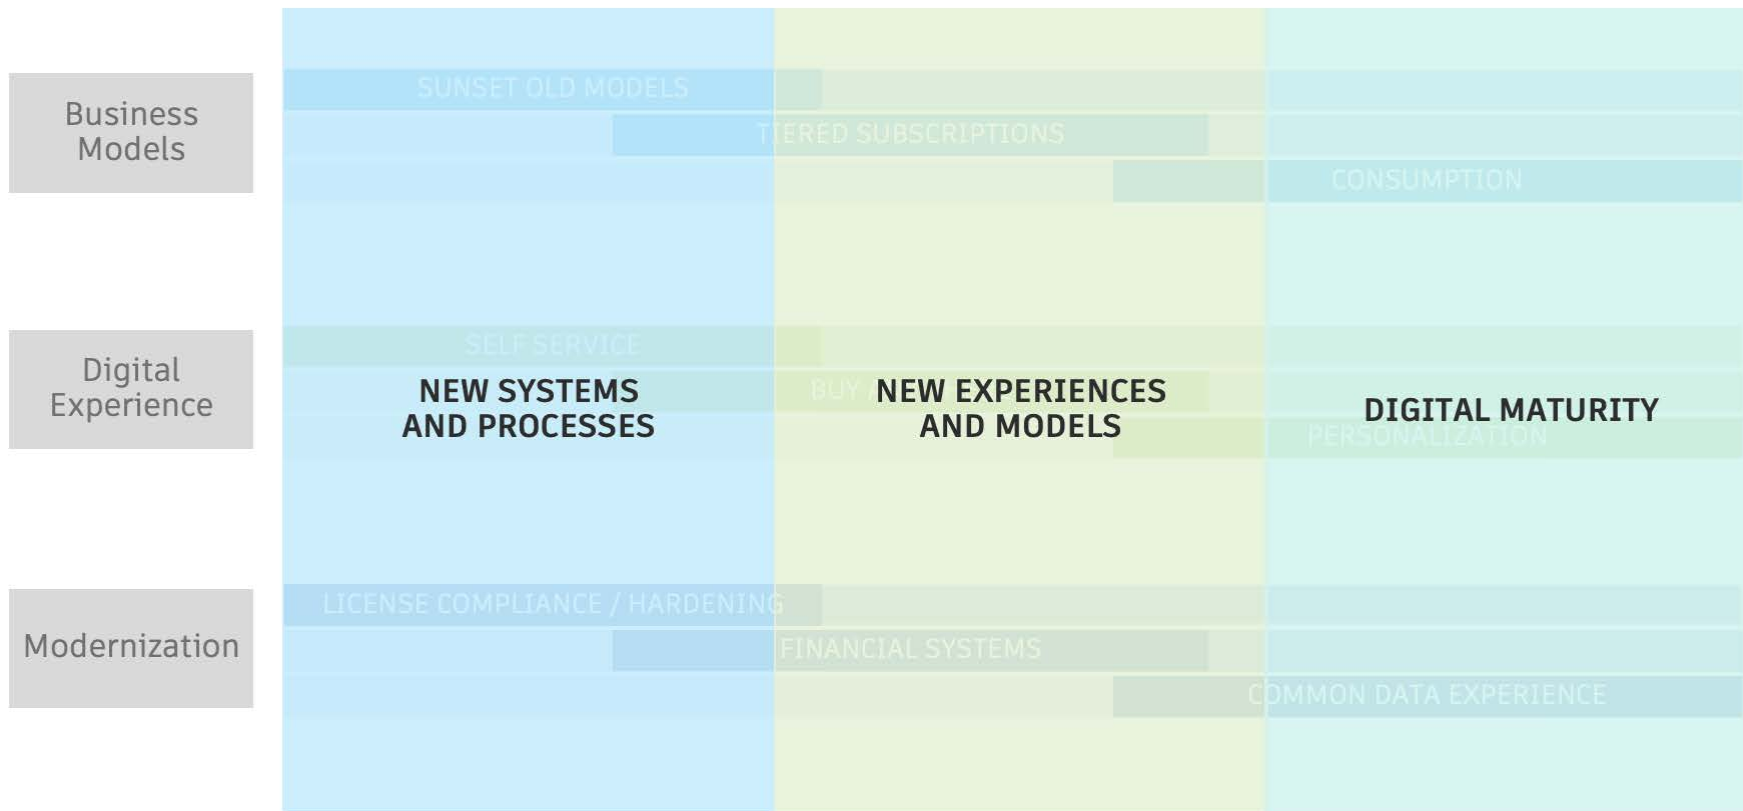 Business
Models
SUNSET OLD MODELS
TIERED SUBSCRIPTIONS
CONSUMPTION
Digital
Experience
SELF SERVICE
BUY
PERSONALIZATION
NEW SYSTEMS
AND PROCESSES
NEW EXPERIENCES
AND MODELS
DIGITAL MATURITY
Modernization
LICENSE COMPLIANCE / HARDENING
FINANCIAL SYSTEMS
COMMON DATA EXPERIENCE